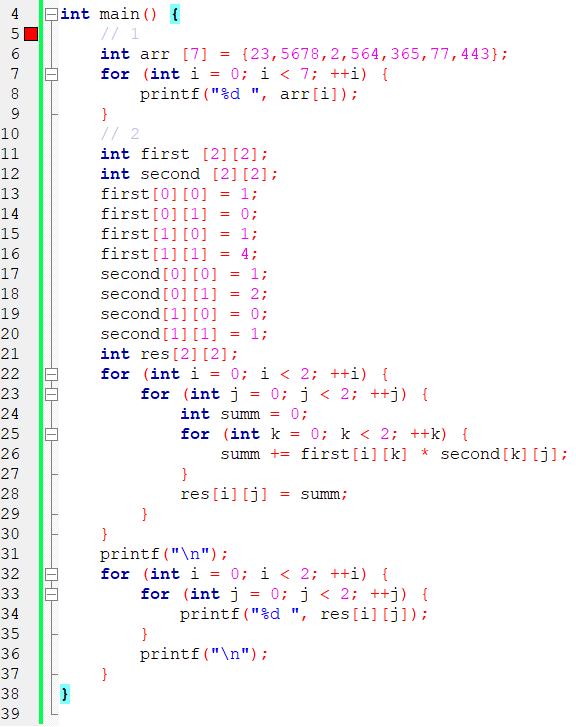 4 int main() {
5 // 1
6 int arr [7] = {23,5678,2,564,365,77,443};
7 for (int i = 0; i < 7; ++i) {
8 printf("%d ", arr[i]);
9 }
10 // 2
11 int first [2][2];
12 int second [2][2];
13 first[0][0] = 1;
14 first[0][1] = 0;
15 first[1][0] = 1;
16 first[1][1] = 4;
17 second[0][0] = 1;
18 second[0][1] = 2;
19 second[1][0] = 0;
20 second[1][1] = 1;
21 int res[2][2];
22 for (int i = 0; i < 2; ++i) {
23 for (int j = 0; j < 2; ++j) {
24 int summ = 0;
25 for (int k = 0; k < 2; ++k) {
26 summ += first[i][k] * second[k][j];
27 }
28 res[i][j] = summ;
29 }
30 }
31 printf("\n");
32 for (int i = 0; i < 2; ++i) {
33 for (int j = 0; j < 2; ++j) {
34 printf("%d ", res[i][j]);
35 }
36 printf("\n");
37 }
38 }
39